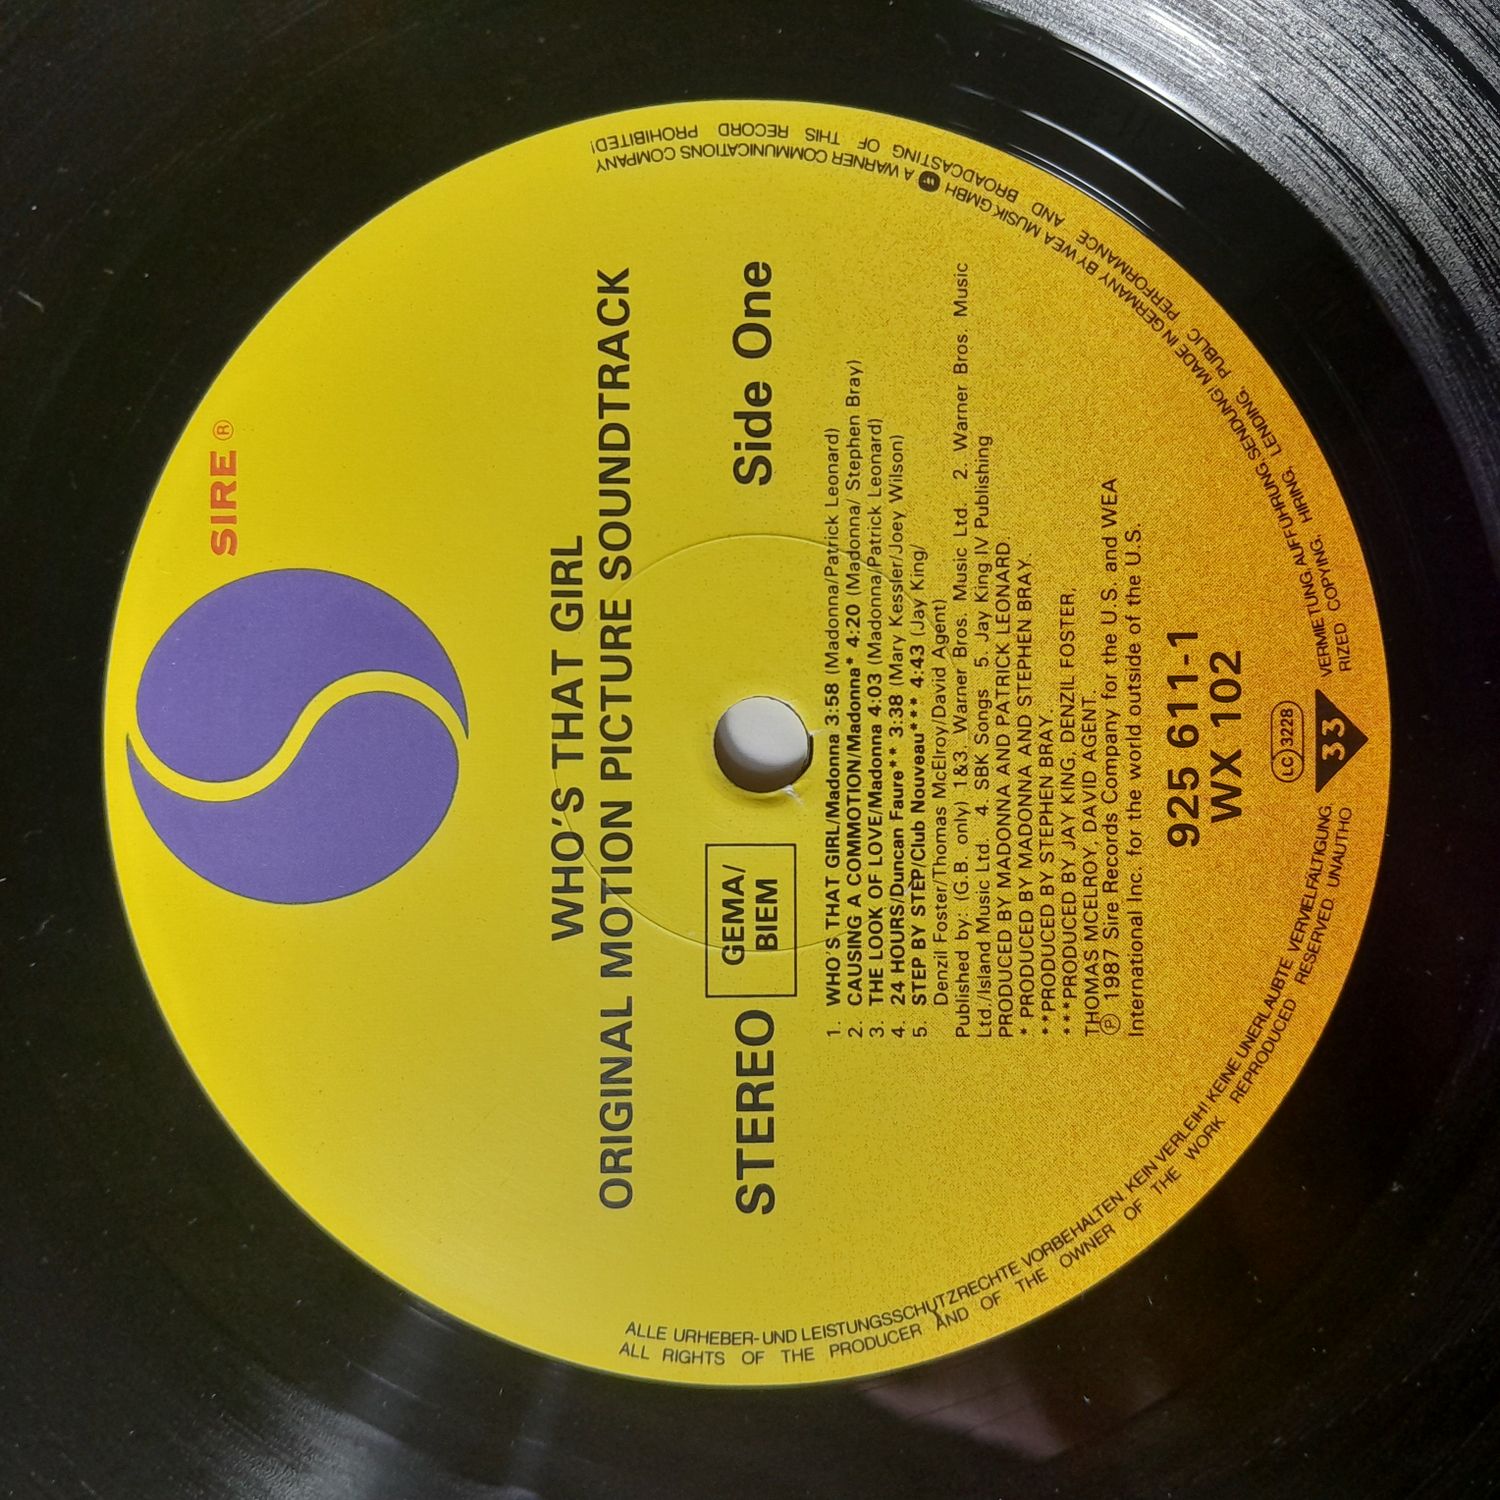 SIRE ®
WHO'S THAT GIRL
ORIGINAL MOTION PICTURE SOUNDTRACK
STEREO
GEMA/
BIEM
Side One
1. WHO'S THAT GIRL/Madonna 3:58 (Madonna/Patrick Leonard)
2. CAUSING A COMMOTION/Madonna* 4:20 (Madonna/ Stephen Bray)
3. THE LOOK OF LOVE/Madonna 4:03 (Madonna/Patrick Leonard)
4. 24 HOURS/Duncan Faure** 3:38 (Mary Kessler/Joey Wilson)
5. STEP BY STEP/Club Nouveau*** 4:43 (Jay King/
Denzil Foster/Thomas McElroy/David Agent)
Published by: (G.B. only) 1&3. Warner Bros. Music Ltd. 2. Warner Bros. Music
Ltd./Island Music Ltd. 4. SBK Songs 5. Jay King IV Publishing
PRODUCED BY MADONNA AND PATRICK LEONARD.
* PRODUCED BY MADONNA AND STEPHEN BRAY.
**PRODUCED BY STEPHEN BRAY.
***PRODUCED BY JAY KING, DENZIL FOSTER,
THOMAS MCELROY, DAVID AGENT.
℗ 1987 Sire Records Company for the U.S. and WEA
International Inc. for the world outside of the U.S.
925 611-1
WX 102
LC 3228
33
ALLE URHEBER- UND LEISTUNGSSCHUTZRECHTE VORBEHALTEN. KEIN VERLEIH! KEINE UNERLAUBTE VERVIELFÄLTIGUNG, VERMIETUNG, AUFFÜHRUNG, SENDUNG! MADE IN GERMANY BY WEA MUSIK GMBH A WARNER COMMUNICATIONS COMPANY
ALL RIGHTS OF THE PRODUCER AND OF THE OWNER OF THE WORK REPRODUCED RESERVED. UNAUTHORIZED COPYING, HIRING, LENDING, PUBLIC PERFORMANCE AND BROADCASTING OF THIS RECORD PROHIBITED!